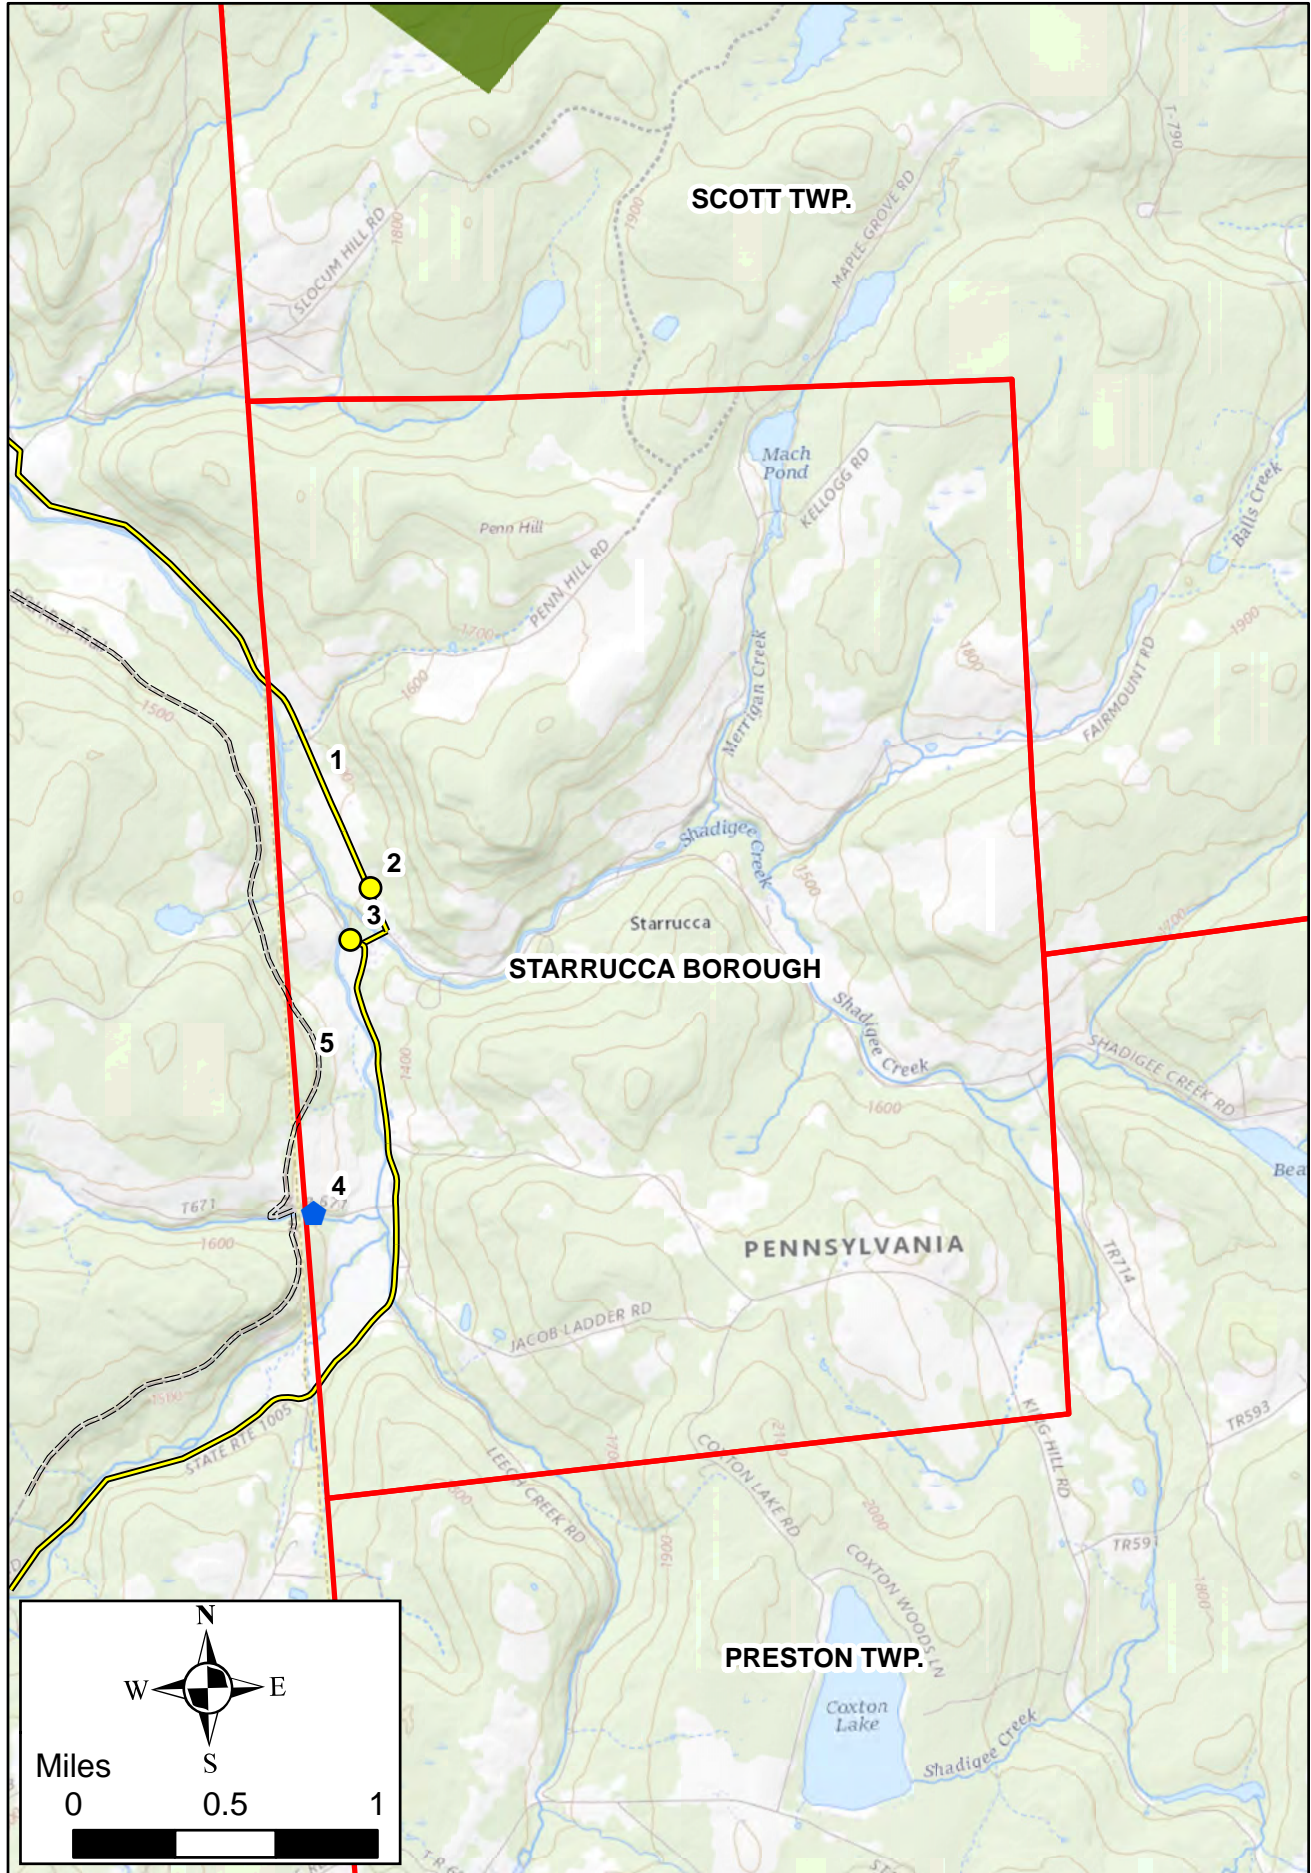 T-790
SCOTT TWP.
SLOCUM HILL RD
1800
1900
MAPLE GROVE RD
Mach
Pond
KELLOGG RD
Penn Hill
PENN HILL RD
Balls Creek
1700
1600
1800
1900
Merrigan Creek
FAIRMOUNT RD
1500
1
Shadigee
Creek
2
1500
3
Starrucca
STARRUCCA BOROUGH
Shadigee Creek
5
1400
SHADIGEE CREEK RD
1600
Bea
4
T671
1600
PENNSYLVANIA
TR714
JACOB LADDER RD
1500
STATE RTE 1005
KING HILL RD
TR593
LEECH CREEK RD
COXTON LAKE RD
2000
1900
COXTON WOODS LN
TR59
1800
PRESTON TWP.
Coxton
Lake
Shadigee Creek
N
W
E
S
Miles
0
0.5
1